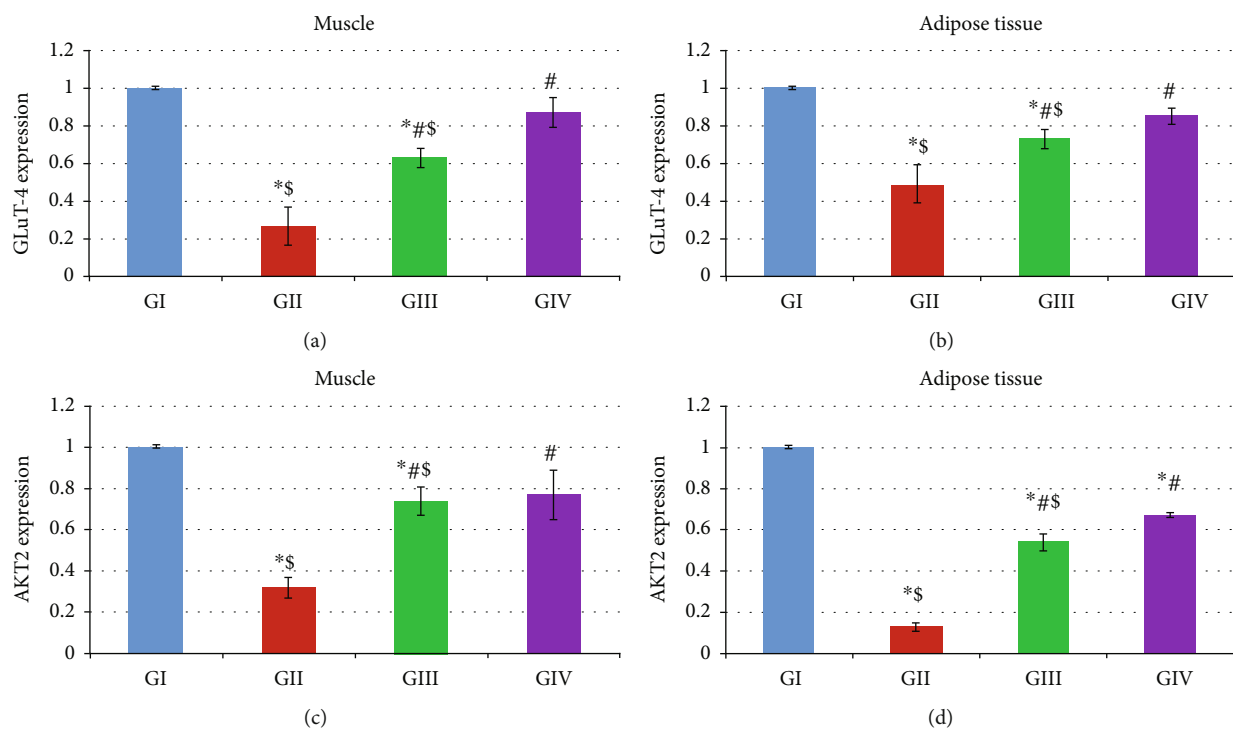 Muscle
GLuT-4 expression
1.2
1
0.8
0.6
0.4
0.2
0
*$
*#$
#
GI GII GIII GIV
(a)
Adipose tissue
GLuT-4 expression
1.2
1
0.8
0.6
0.4
0.2
0
*$
*#$
#
GI GII GIII GIV
(b)
Muscle
AKT2 expression
1.2
1
0.8
0.6
0.4
0.2
0
*$
*#$
#
GI GII GIII GIV
(c)
Adipose tissue
AKT2 expression
1.2
1
0.8
0.6
0.4
0.2
0
*$
*#$
*#
GI GII GIII GIV
(d)